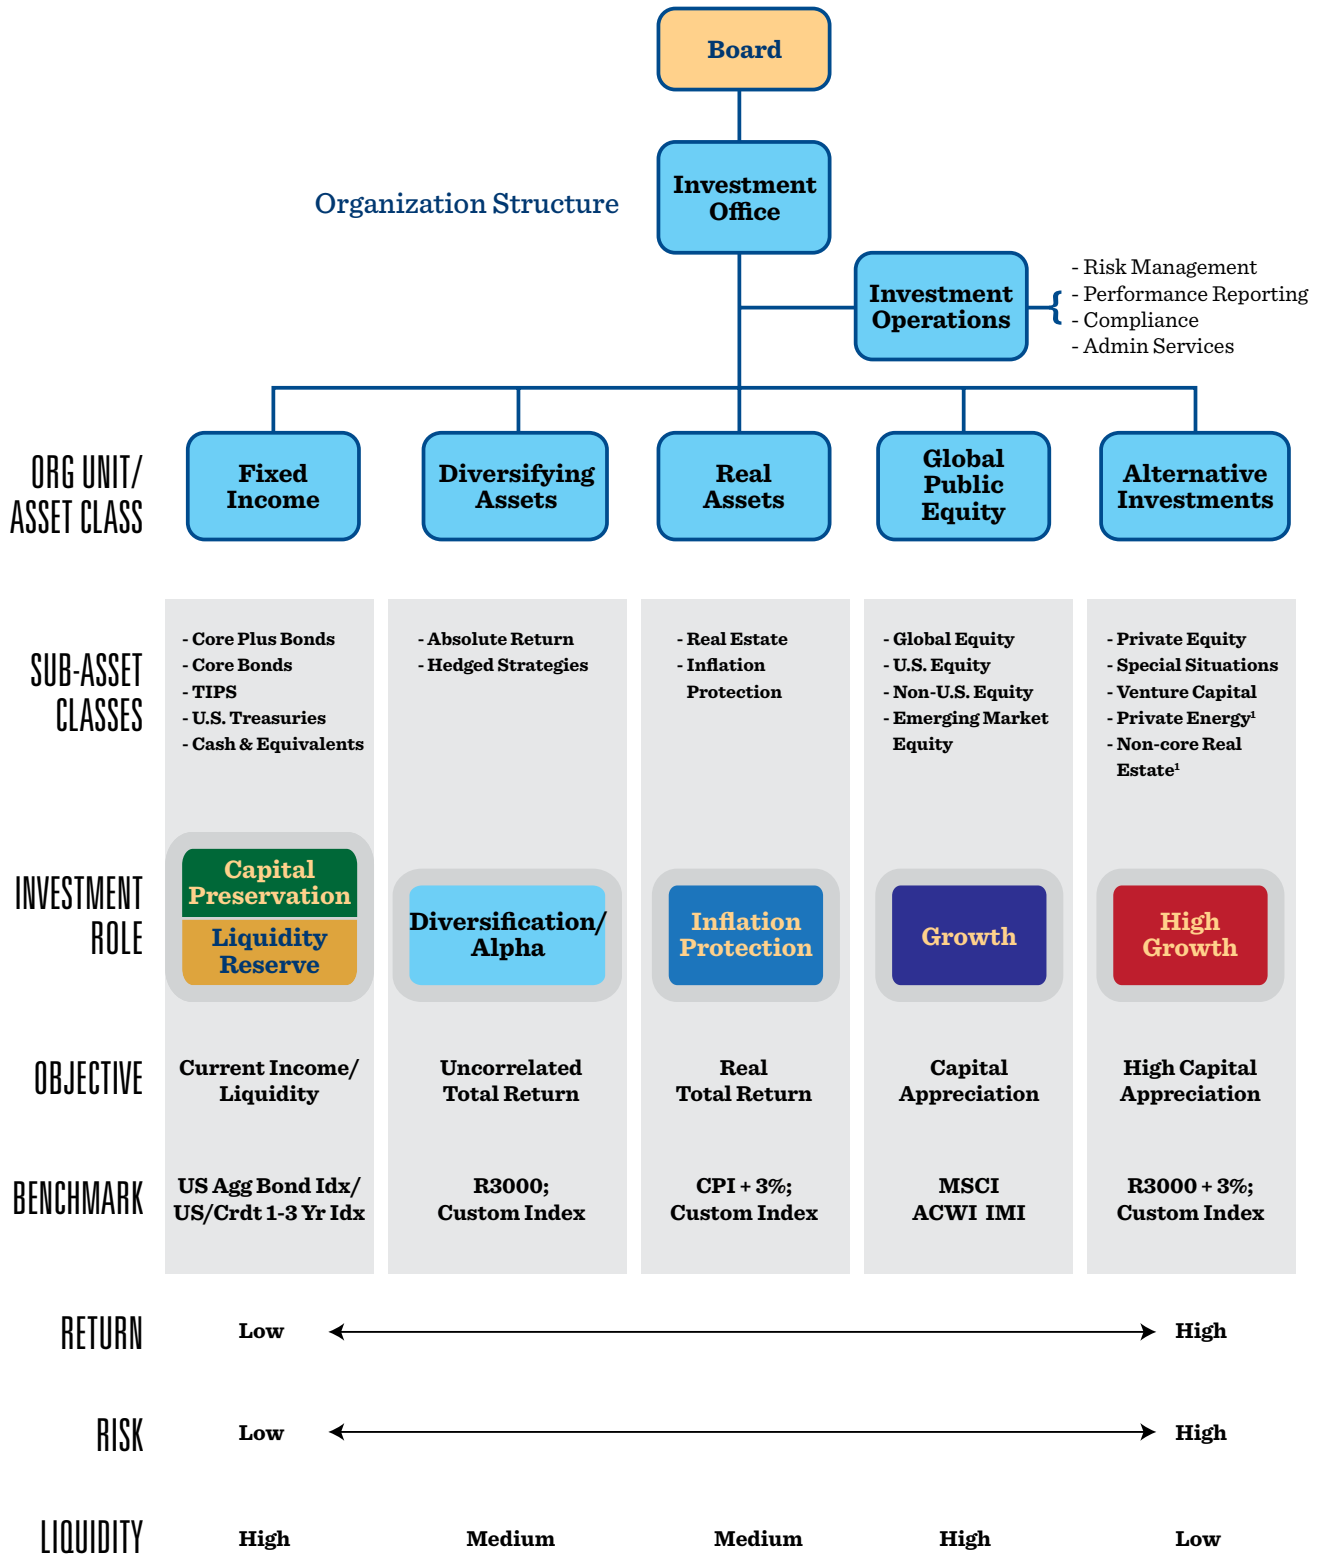 Board
Investment
Office
Organization Structure
Investment
Operations
- Risk Management
- Performance Reporting
- Compliance
- Admin Services
ORG UNIT/
ASSET CLASS
Fixed
Income
Diversifying
Assets
Real
Assets
Global
Public
Equity
Alternative
Investments
SUB-ASSET
CLASSES
- Core Plus Bonds
- Core Bonds
- TIPS
- U.S. Treasuries
- Cash & Equivalents
- Absolute Return
- Hedged Strategies
- Real Estate
- Inflation
Protection
- Global Equity
- U.S. Equity
- Non-U.S. Equity
- Emerging Market
Equity
- Private Equity
- Special Situations
- Venture Capital
- Private Energy¹
- Non-core Real
Estate¹
INVESTMENT
ROLE
Capital
Preservation
Liquidity
Reserve
Diversification/
Alpha
Inflation
Protection
Growth
High
Growth
OBJECTIVE
Current Income/
Liquidity
Uncorrelated
Total Return
Real
Total Return
Capital
Appreciation
High Capital
Appreciation
BENCHMARK
US Agg Bond Idx/
US/Crdt 1-3 Yr Idx
R3000;
Custom Index
CPI + 3%;
Custom Index
MSCI
ACWI IMI
R3000 + 3%;
Custom Index
RETURN
Low
High
RISK
Low
High
LIQUIDITY
High
Medium
Medium
High
Low